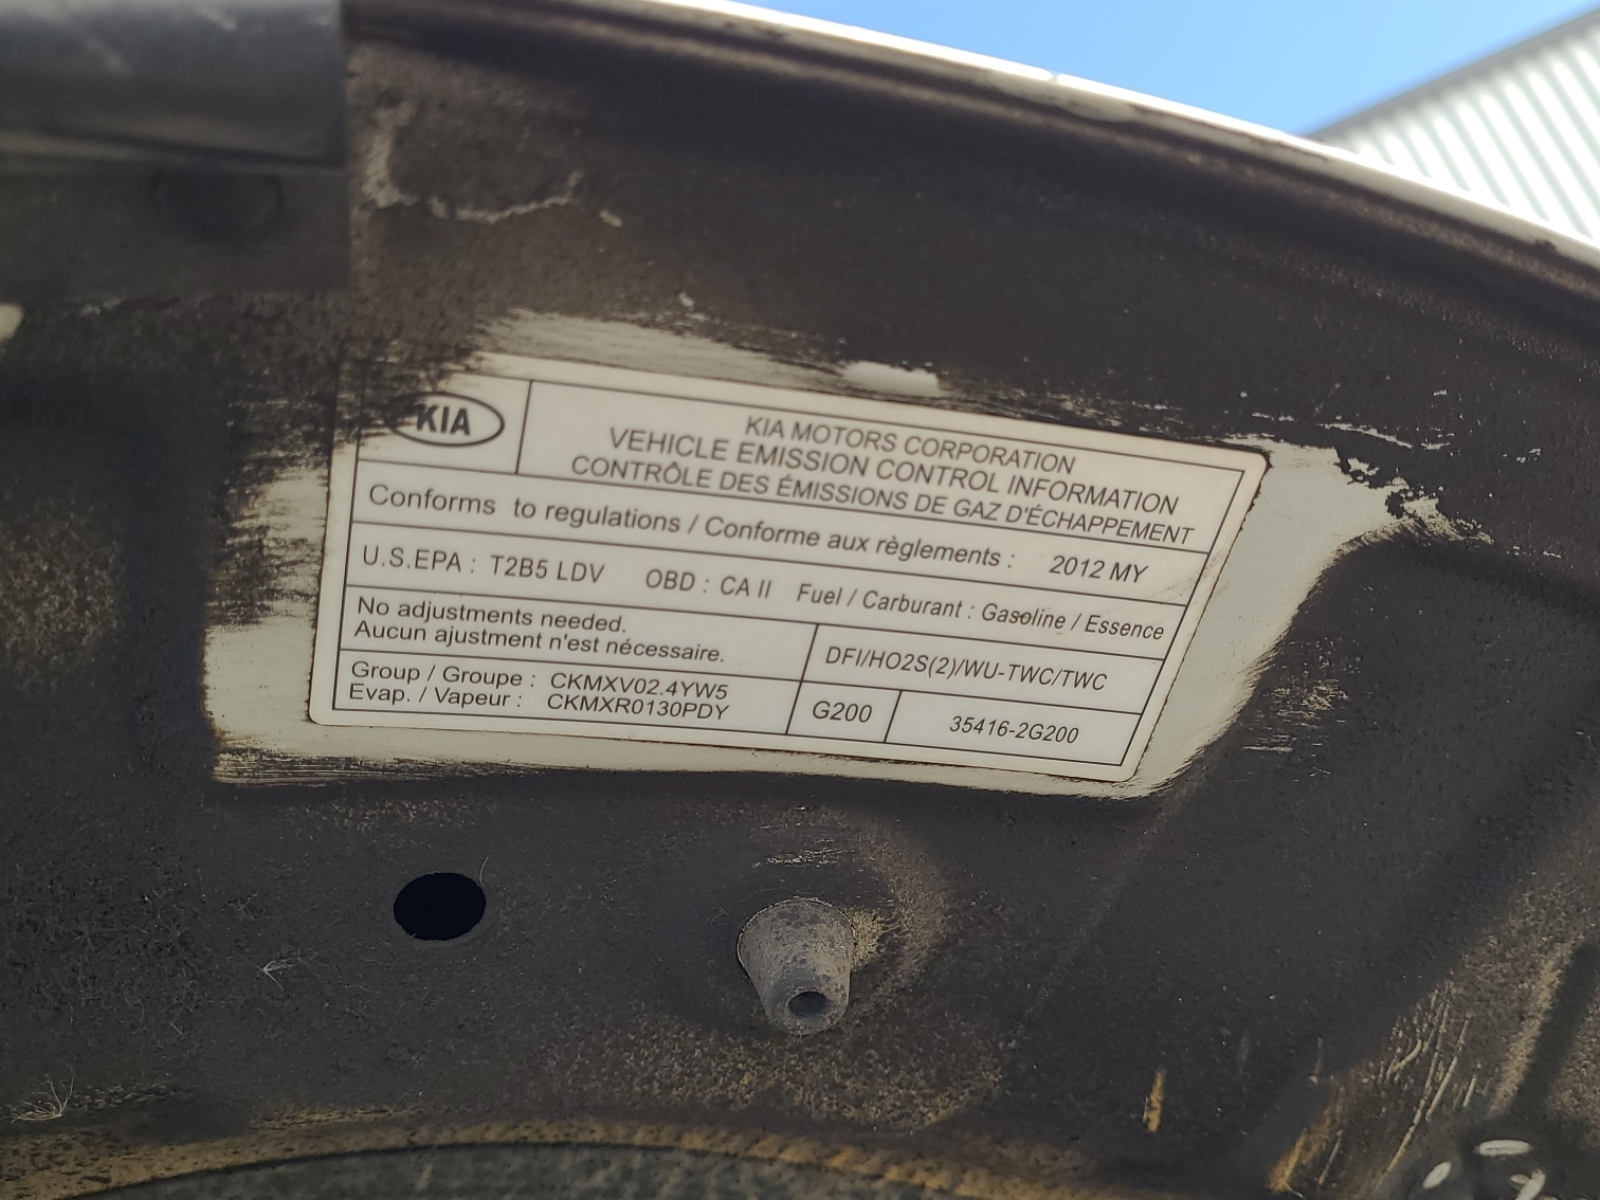 KIA
KIA MOTORS CORPORATION
VEHICLE EMISSION CONTROL INFORMATION
CONTRÔLE DES ÉMISSIONS DE GAZ D'ÉCHAPPEMENT
Conforms to regulations / Conforme aux règlements : 2012 MY
U.S.EPA : T2B5 LDV OBD : CA II Fuel / Carburant : Gasoline / Essence
No adjustments needed.
Aucun ajustment n'est nécessaire.
DFI/HO2S(2)/WU-TWC/TWC
Group / Groupe : CKMXV02.4YW5
Evap. / Vapeur : CKMXR0130PDY
G200
35416-2G200